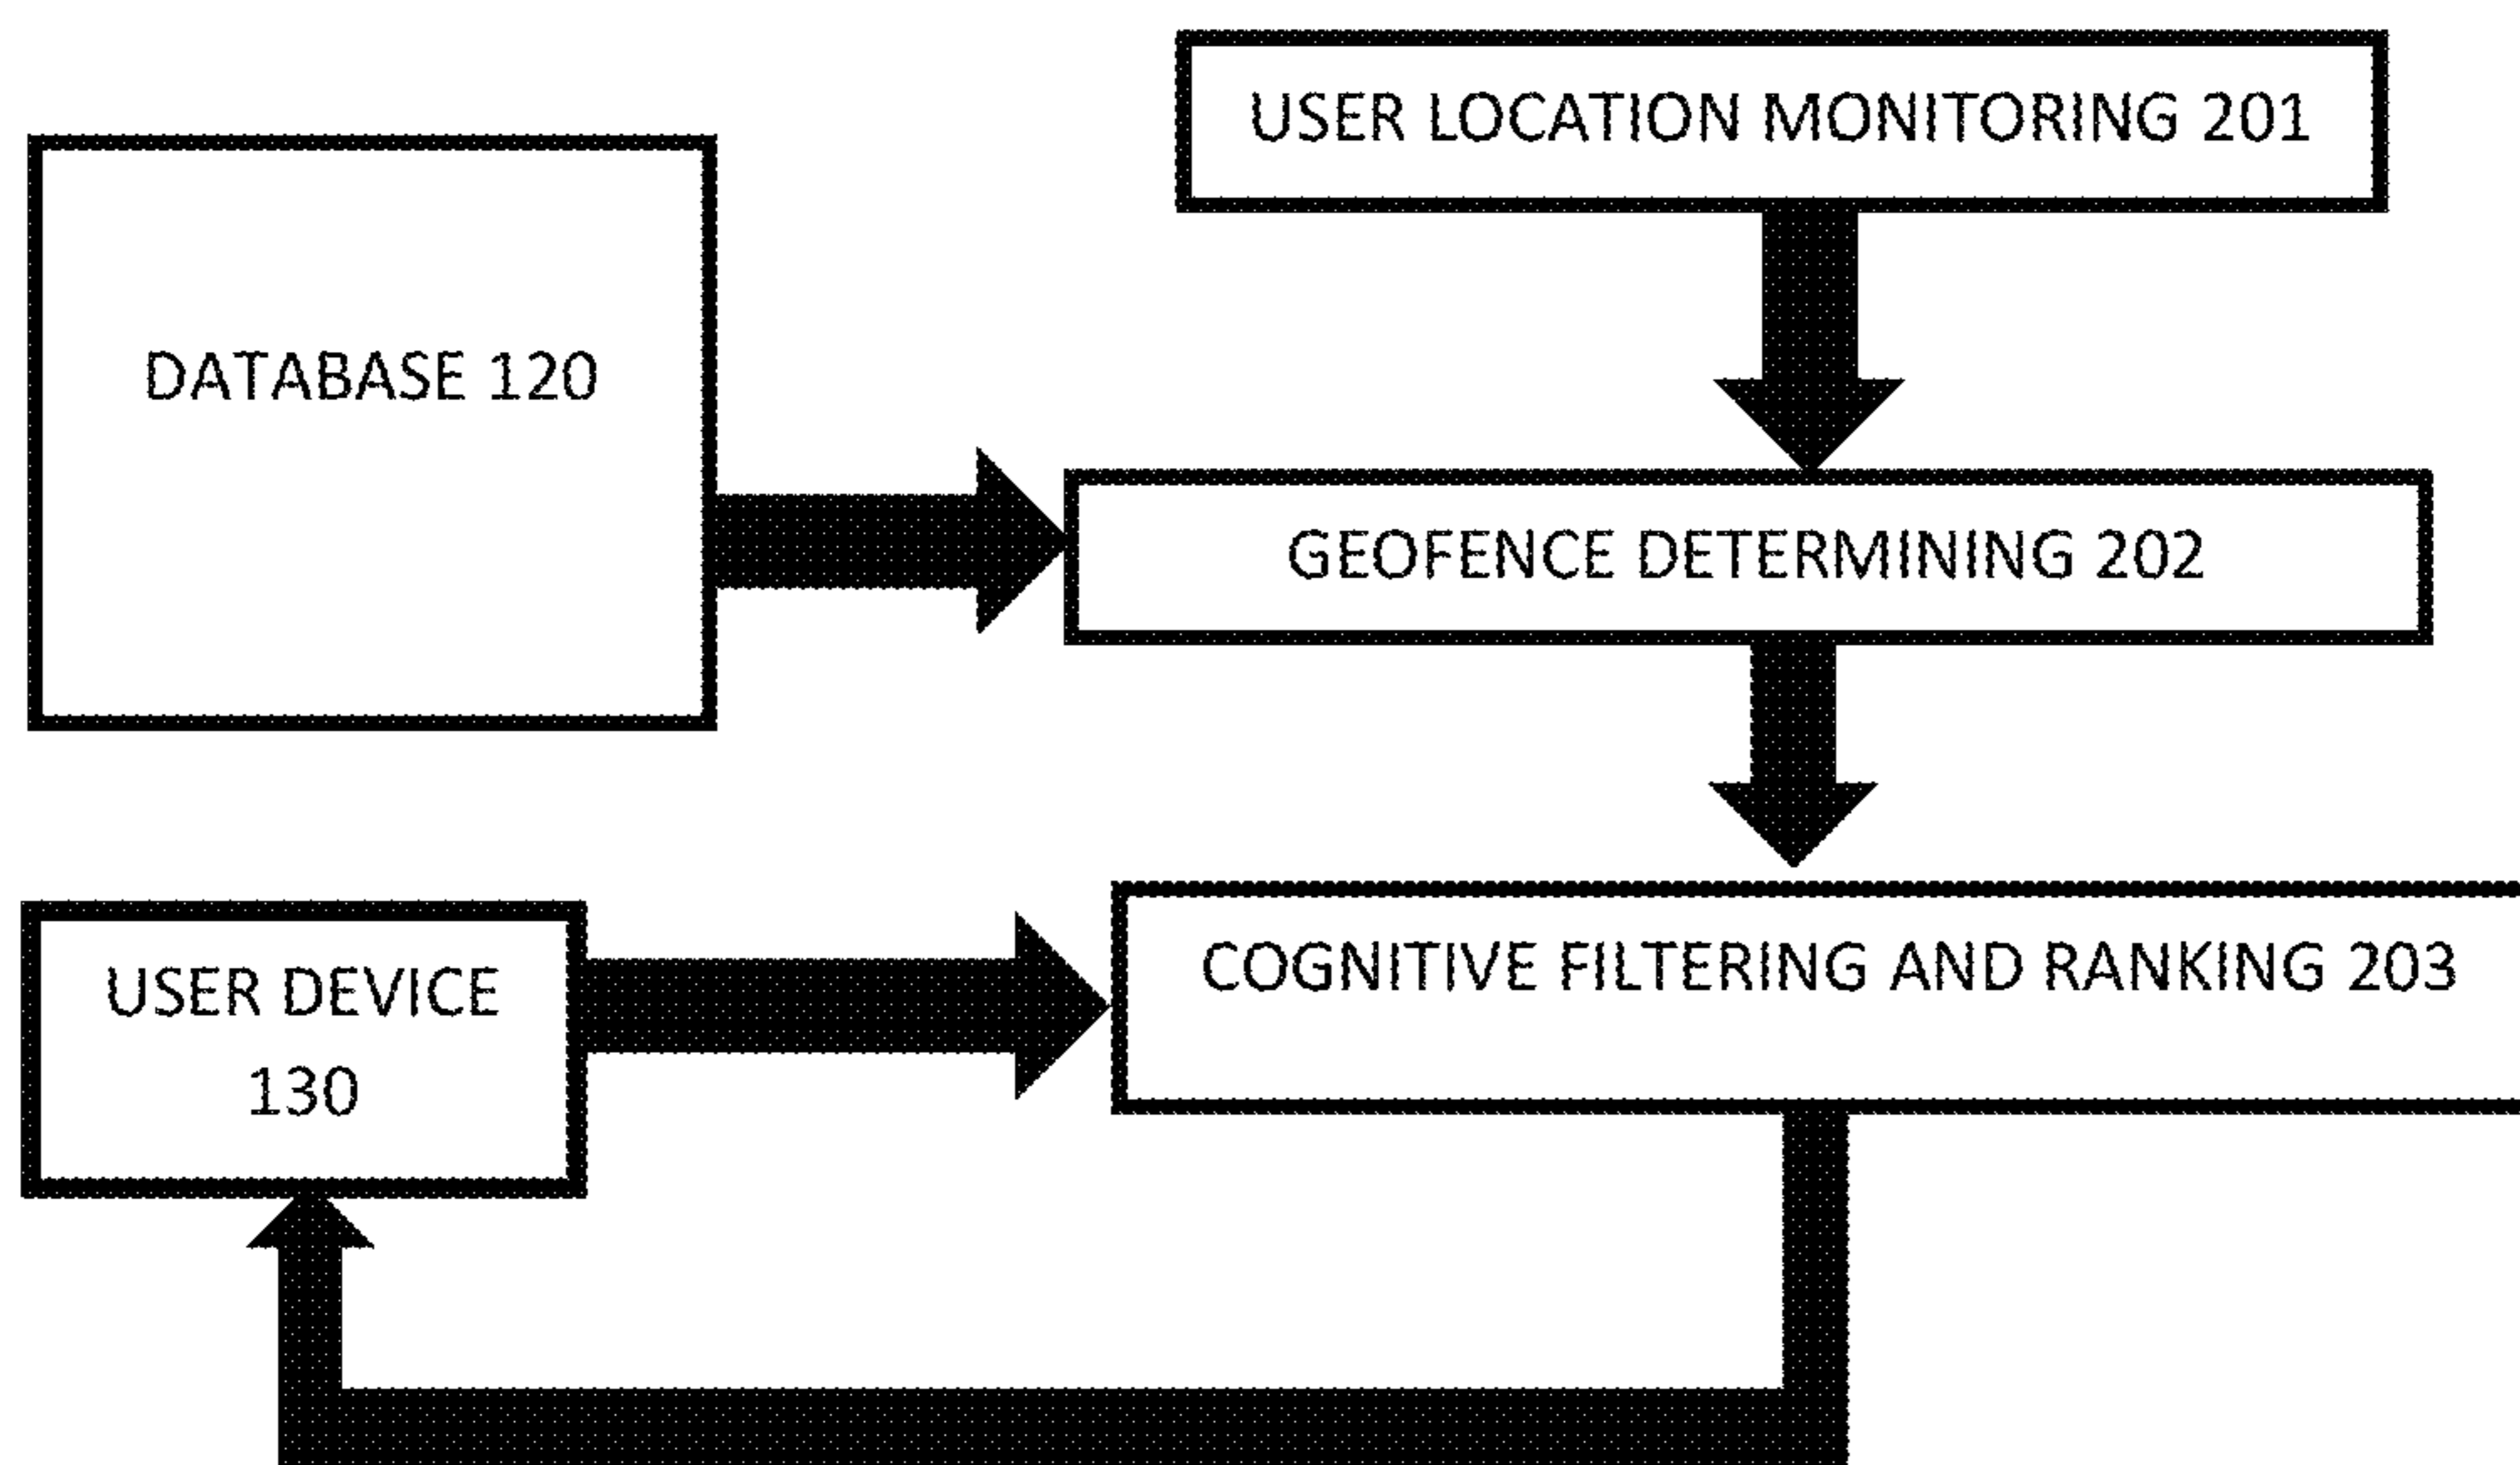 USER LOCATION MONITORING 201
DATABASE 120
GEOFENCE DETERMINING 202
USER DEVICE
130
COGNITIVE FILTERING AND RANKING 203